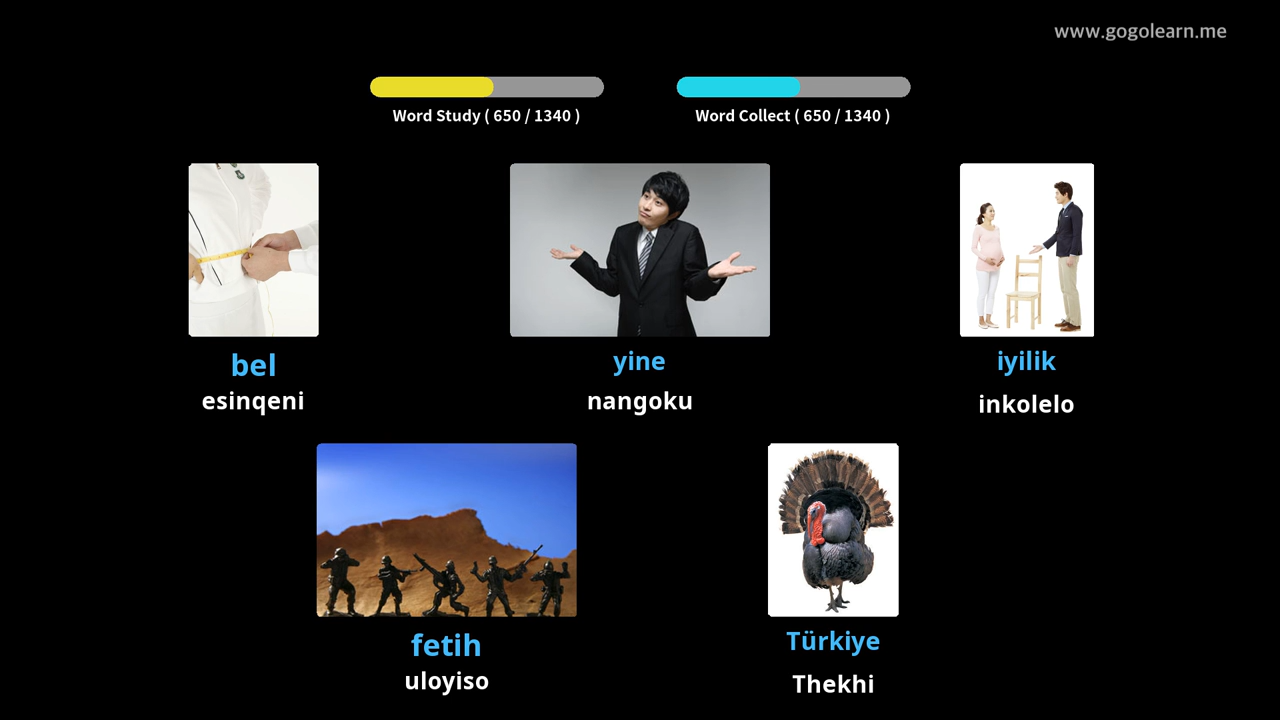 www.gogolearn.me
Word Study ( 650 / 1340 )
Word Collect ( 650 / 1340 )
bel
esinqeni
yine
nangoku
iyilik
inkolelo
fetih
uloyiso
Türkiye
Thekhi